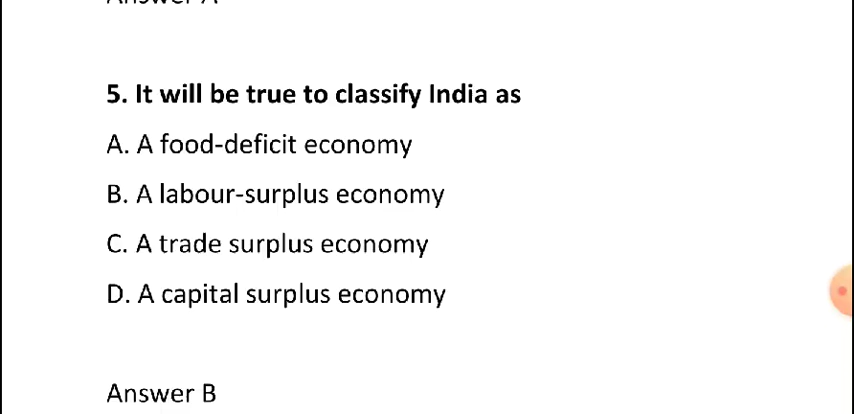 5. It will be true to classify India as
A. A food-deficit economy
B. A labour-surplus economy
C. A trade surplus economy
D. A capital surplus economy
Answer B